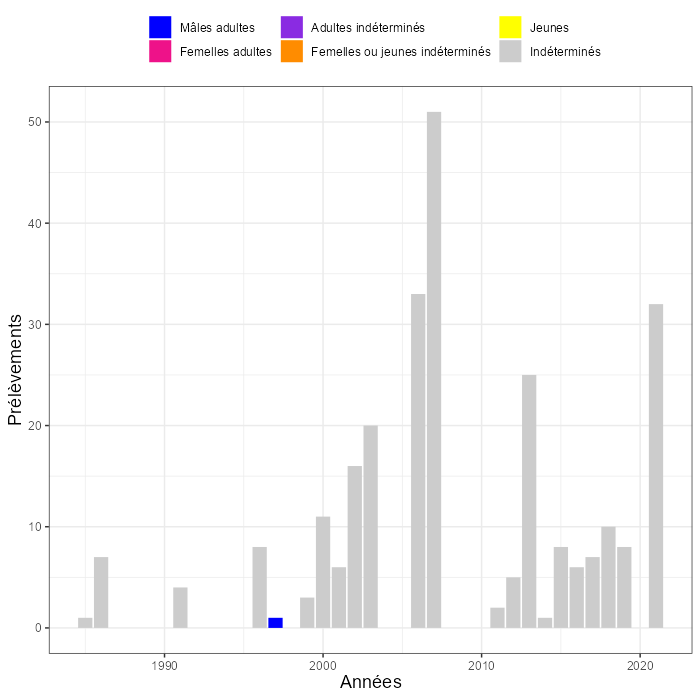 Mâles adultes
Adultes indéterminés
Jeunes
Femelles adultes
Femelles ou jeunes indéterminés
Indéterminés
Prélèvements
50
40
30
20
10
0
1990
2000
2010
2020
Années